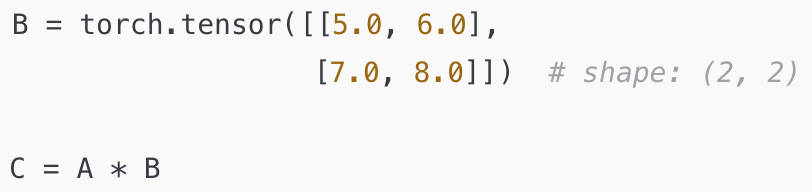 B = torch.tensor([[5.0, 6.0],
[7.0, 8.0]])  # shape: (2, 2)
C = A * B